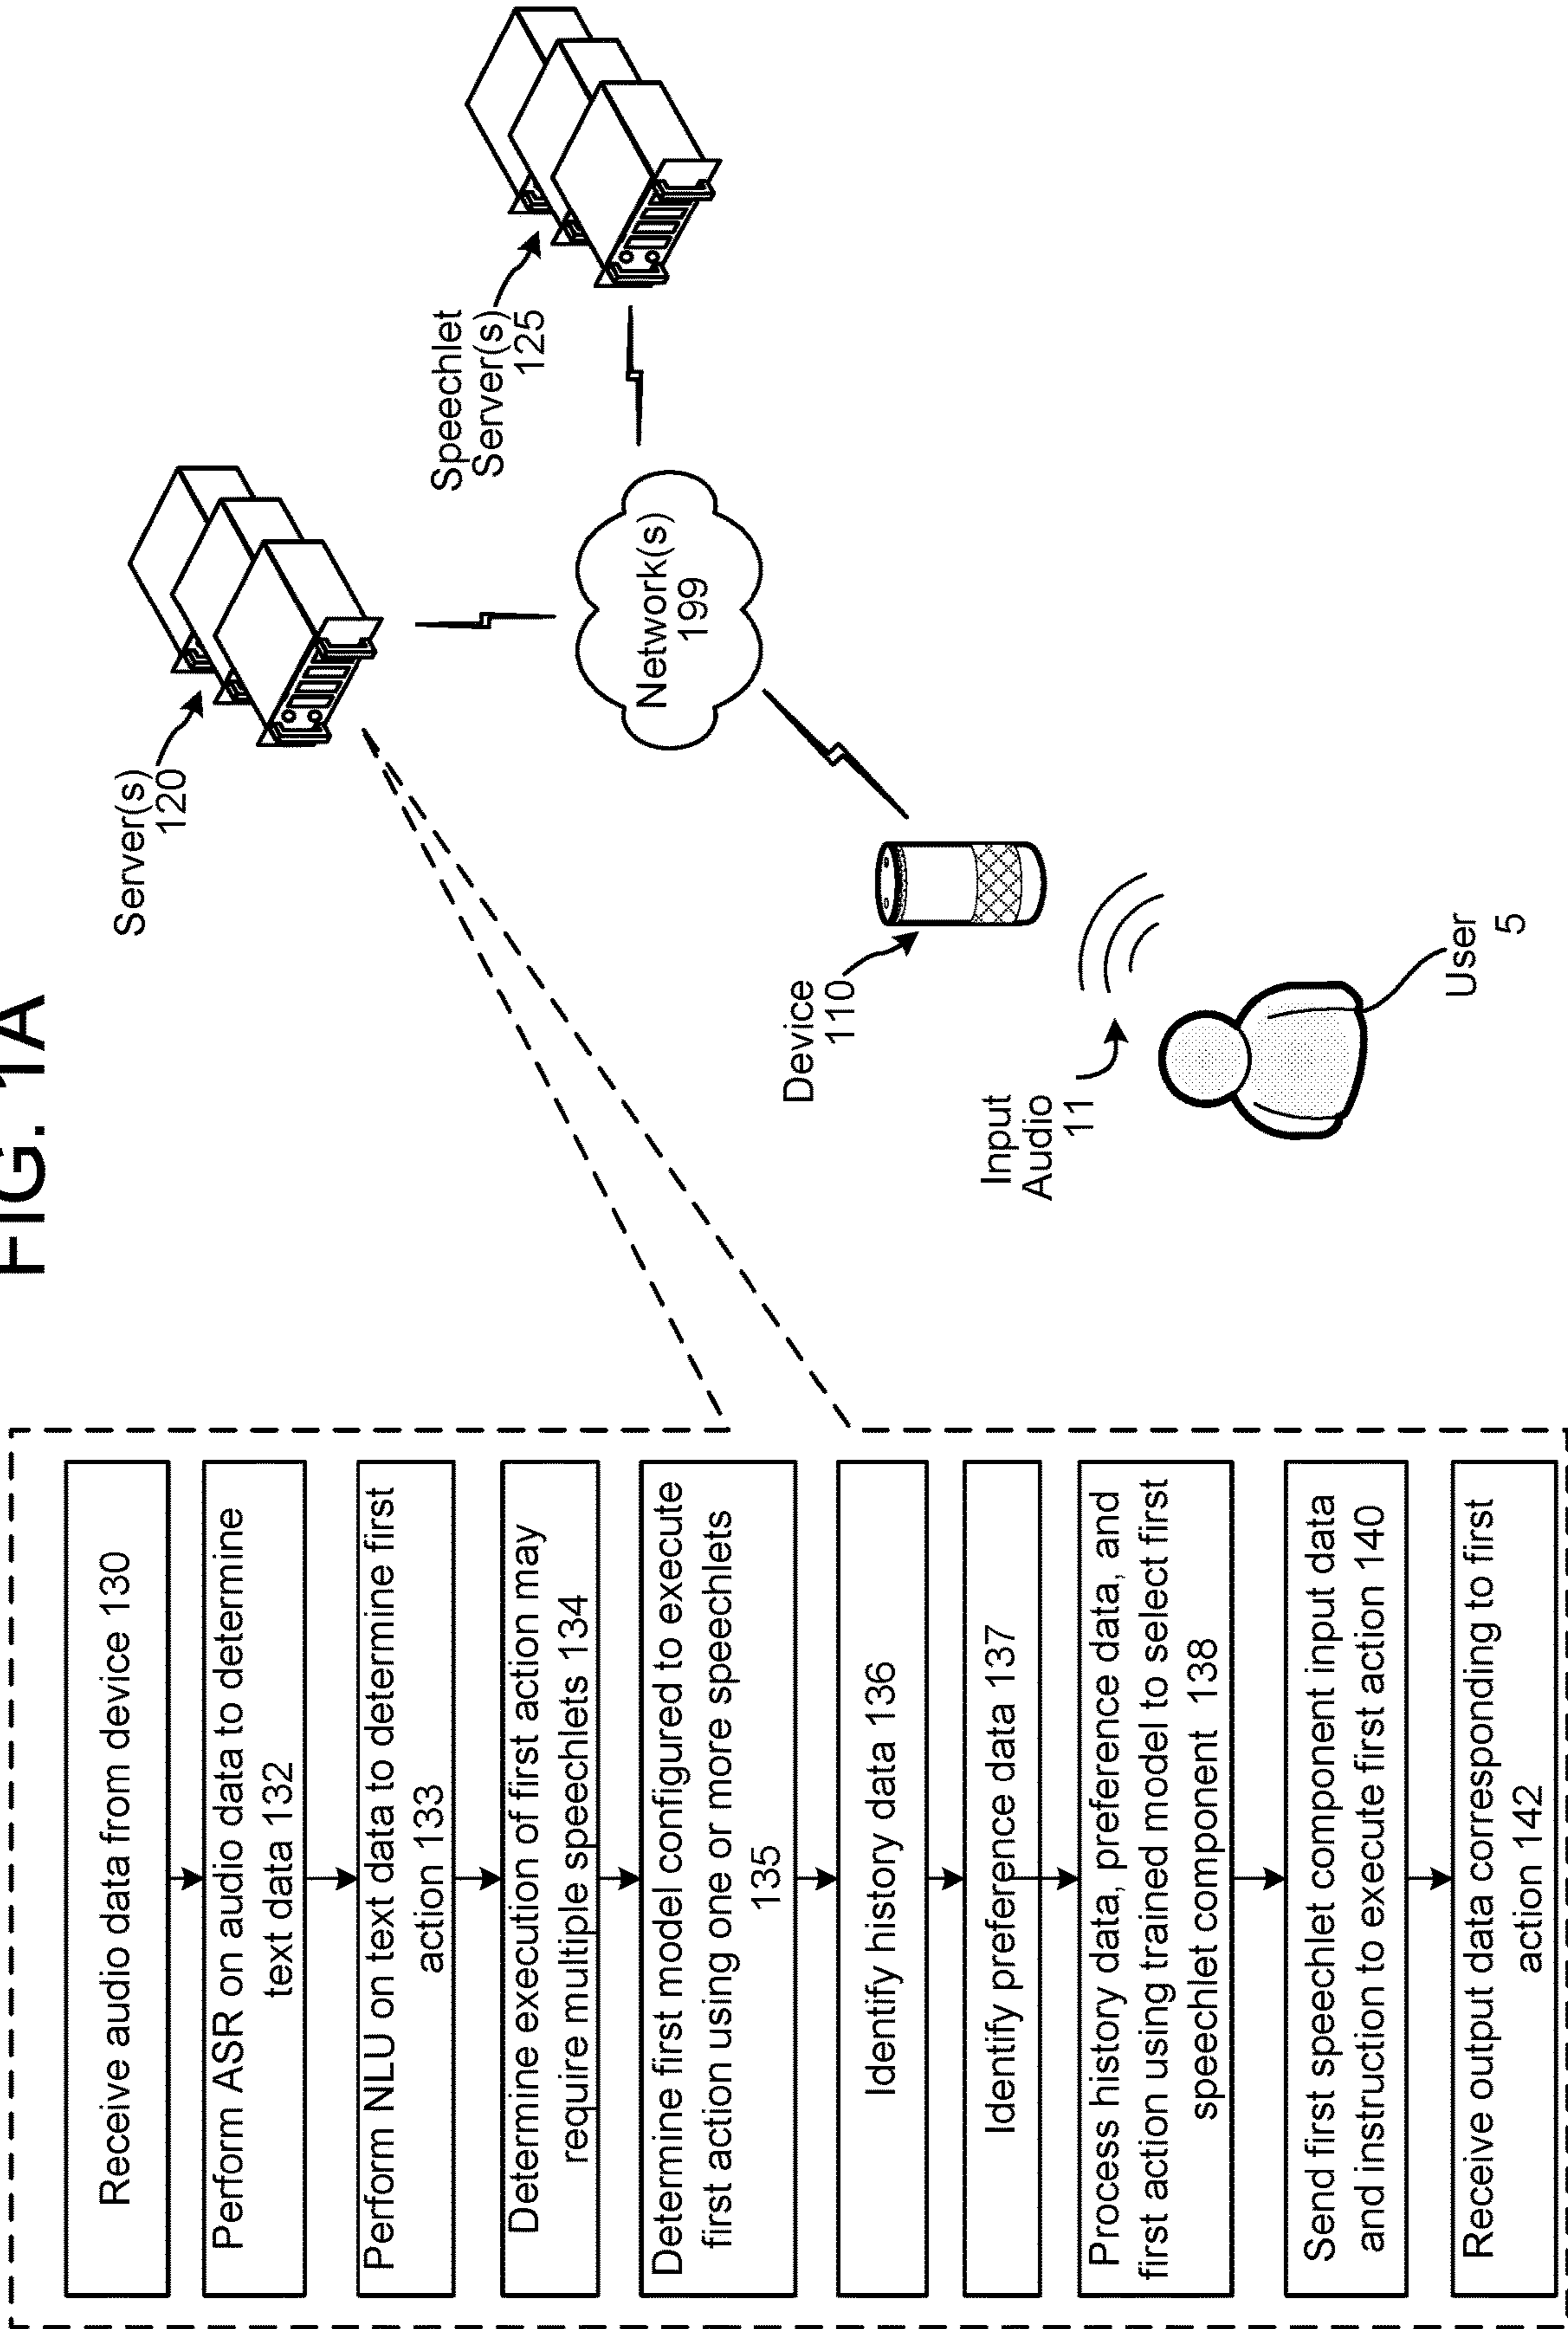 FIG. 1A
Receive audio data from device 130
Perform ASR on audio data to determine
text data 132
Perform NLU on text data to determine first
action 133
Determine execution of first action may
require multiple speechlets 134
Determine first model configured to execute
first action using one or more speechlets
135
Identify history data 136
Identify preference data 137
Process history data, preference data, and
first action using trained model to select first
speechlet component 138
Send first speechlet component input data
and instruction to execute first action 140
Receive output data corresponding to first
action 142
Server(s)
120
Speechlet
Server(s)
125
Network(s)
199
Device
110
Input
Audio
11
User
5